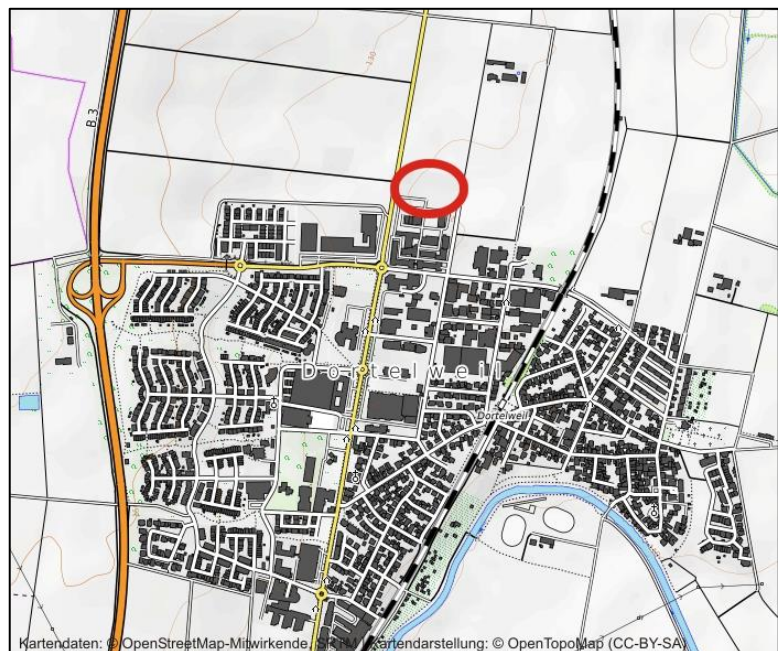 130
B 3
Dortelweil
Dortelweil
Kartendaten: © OpenStreetMap-Mitwirkende, SRTM | Kartendarstellung: © OpenTopoMap (CC-BY-SA)